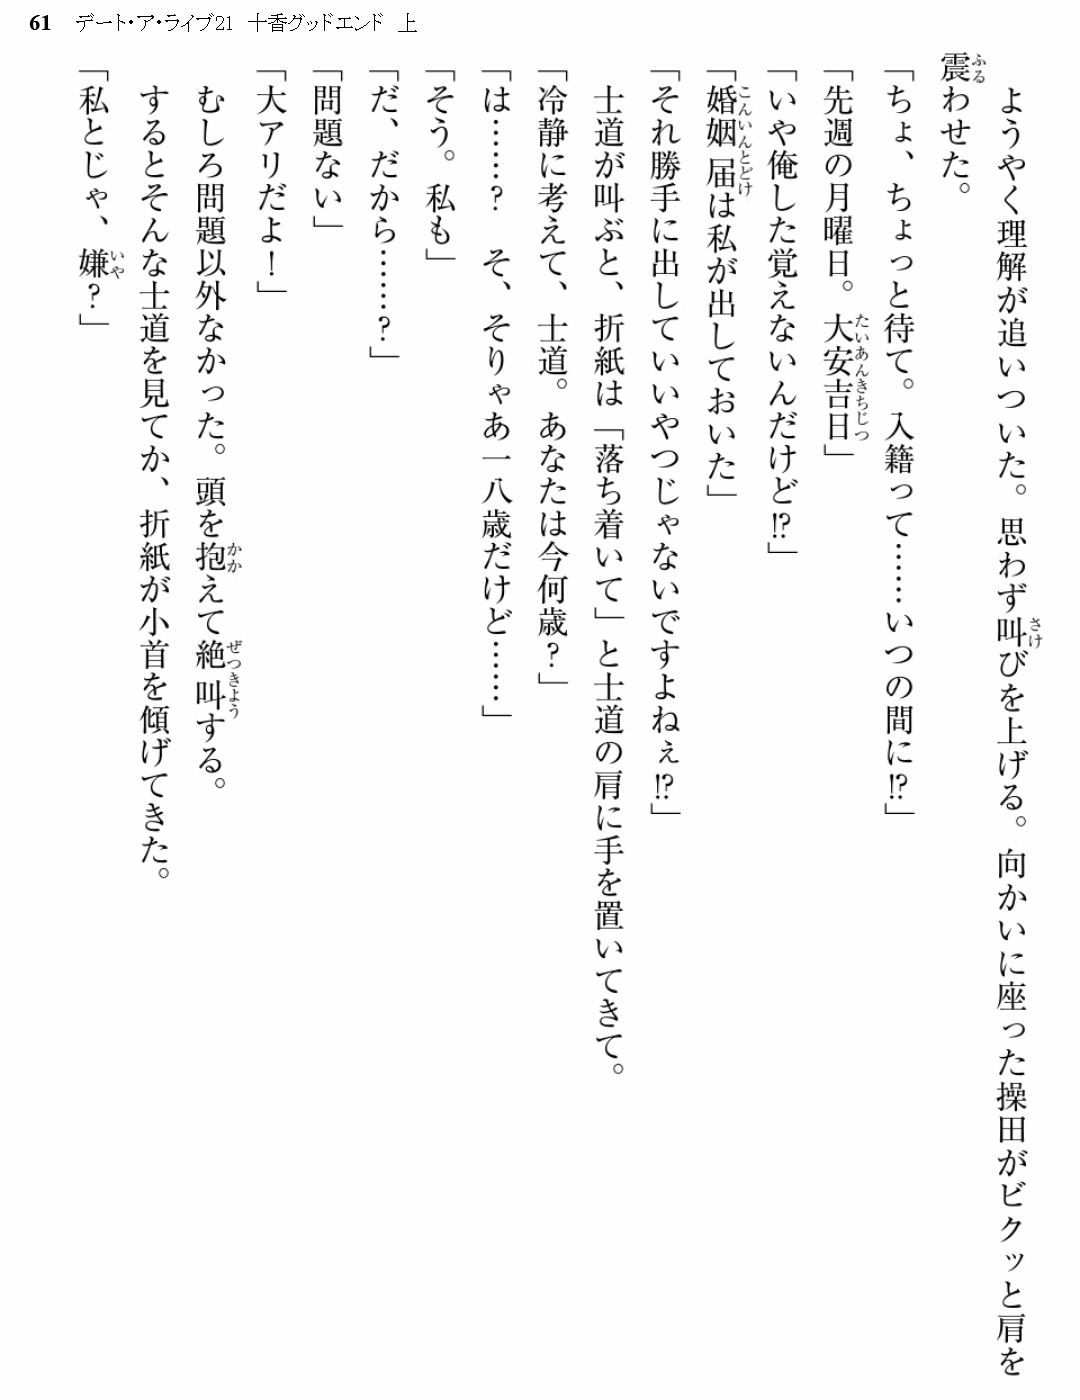 61 デート・ア・ライブ21 十香グッドエンド 上
　ようやく理解が追いついた。思わず叫びを上げる。向かいに座った操田がビクッと肩を
震わせた。
「ちょ、ちょっと待て。入籍って……いつの間に!?」
「先週の月曜日。大安吉日」
「いや俺した覚えないんだけど!?」
「婚姻届は私が出しておいた」
「それ勝手に出していいやつじゃないですよねぇ!?」
　士道が叫ぶと、折紙は「落ち着いて」と士道の肩に手を置いてきて。
「冷静に考えて、士道。あなたは今何歳?」
「は……?　そ、そりゃあ一八歳だけど……」
「そう。私も」
「だ、だから……?」
「問題ない」
「大アリだよ!」
　むしろ問題以外なかった。頭を抱えて絶叫する。
　するとそんな士道を見てか、折紙が小首を傾げてきた。
「私とじゃ、嫌?」